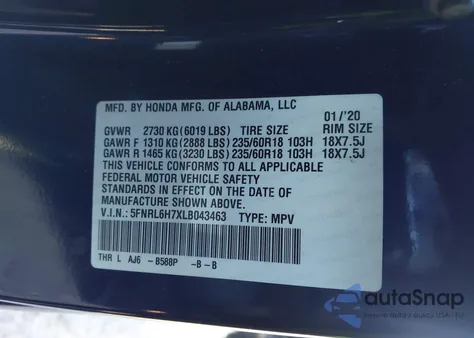 MFD. BY HONDA MFG. OF ALABAMA, LLC
GVWR 2730 KG(6019 LBS) TIRE SIZE 01/'20 RIM SIZE
GAWR F 1310 KG(2888 LBS) 235/60R18 103H 18X7.5J
GAWR R 1465 KG(3230 LBS) 235/60R18 103H 18X7.5J
THIS VEHICLE CONFORMS TO ALL APPLICABLE
FEDERAL MOTOR VEHICLE SAFETY
STANDARDS IN EFFECT ON THE DATE OF
MANUFACTURE SHOWN ABOVE.
V.I.N.: 5FNRL6H7XLB043463 TYPE: MPV
THR L AJ6 -B588P -B-B
autoSnap